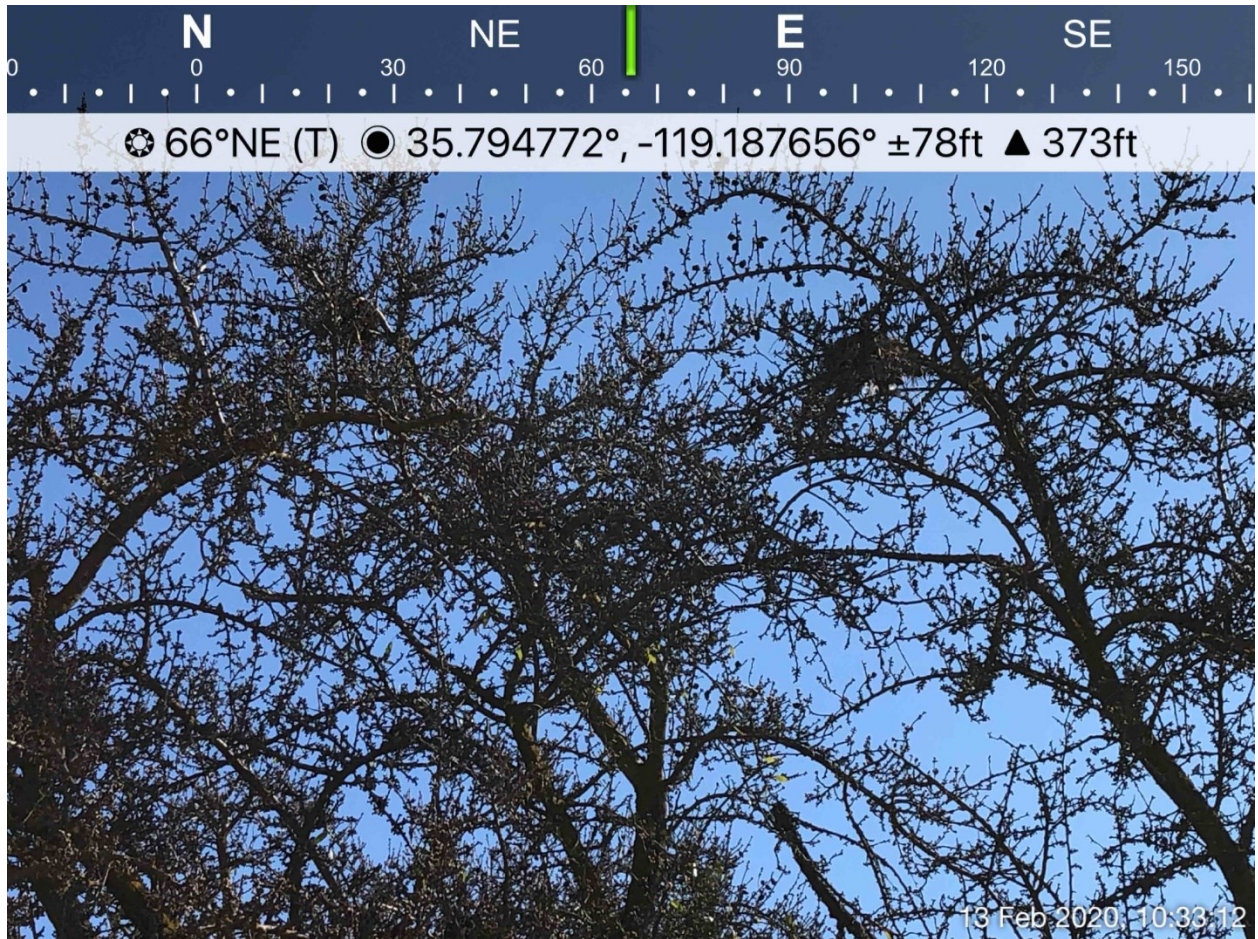 N NE E SE
0 0 30 60 90 120 150
66°NE (T) 35.794772°, -119.187656° ±78ft ▲ 373ft
13 Feb 2020, 10:33:12